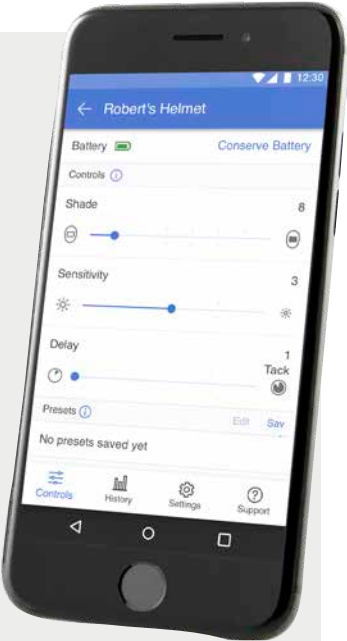 12:30
Robert's Helmet
Battery Conserve Battery
Controls
Shade 8
Sensitivity 3
Delay 1
Tack
Presets Edit Sav
No presets saved yet
Controls History Settings Support